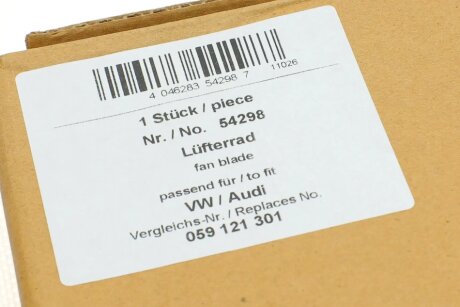 11026
4 046283 54298 7
1 Stück / piece
Nr. / No. 54298
Lüfterrad
fan blade
passend für / to fit
VW / Audi
Vergleichs-Nr. / Replaces No.
059 121 301